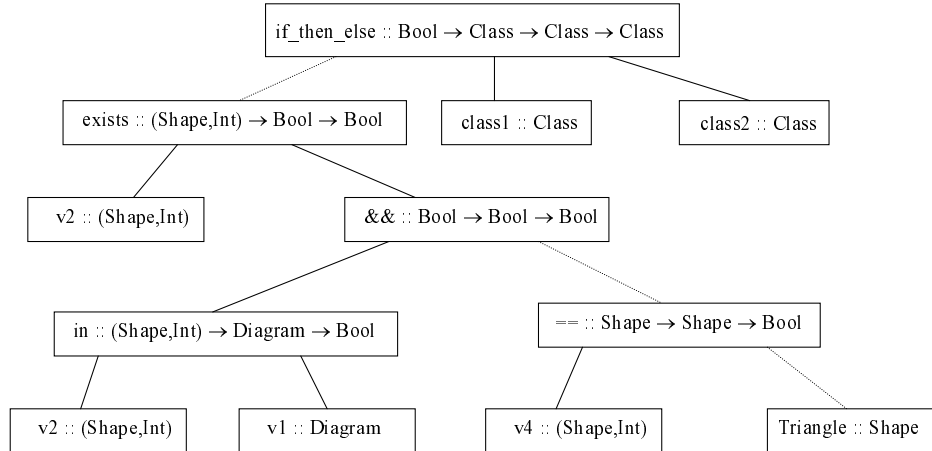 if_then_else :: Bool → Class → Class → Class
exists :: (Shape,Int) → Bool → Bool
class1 :: Class
class2 :: Class
v2 :: (Shape,Int)
&& :: Bool → Bool → Bool
in :: (Shape,Int) → Diagram → Bool
== :: Shape → Shape → Bool
v2 :: (Shape,Int)
v1 :: Diagram
v4 :: (Shape,Int)
Triangle :: Shape